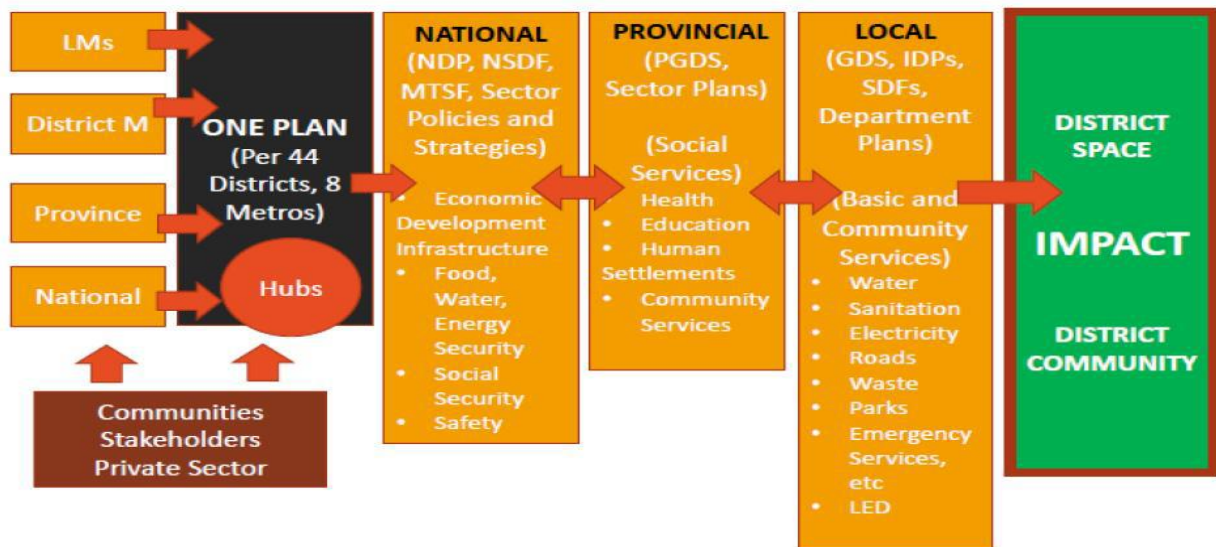 LMs
District M
Province
National
Communities
Stakeholders
Private Sector
ONE PLAN
(Per 44
Districts, 8
Metros)
Hubs
NATIONAL
(NDP, NSDF,
MTSF, Sector
Policies and
Strategies)
• Economic
Development
Infrastructure
• Food,
Water,
Energy
Security
• Social
Security
• Safety
PROVINCIAL
(PGDS,
Sector Plans)
(Social
Services)
• Health
• Education
• Human
Settlements
• Community
Services
LOCAL
(GDS, IDPs,
SDFs,
Department
Plans)
(Basic and
Community
Services)
• Water
• Sanitation
• Electricity
• Roads
• Waste
• Parks
• Emergency
Services,
etc
• LED
DISTRICT
SPACE
IMPACT
DISTRICT
COMMUNITY